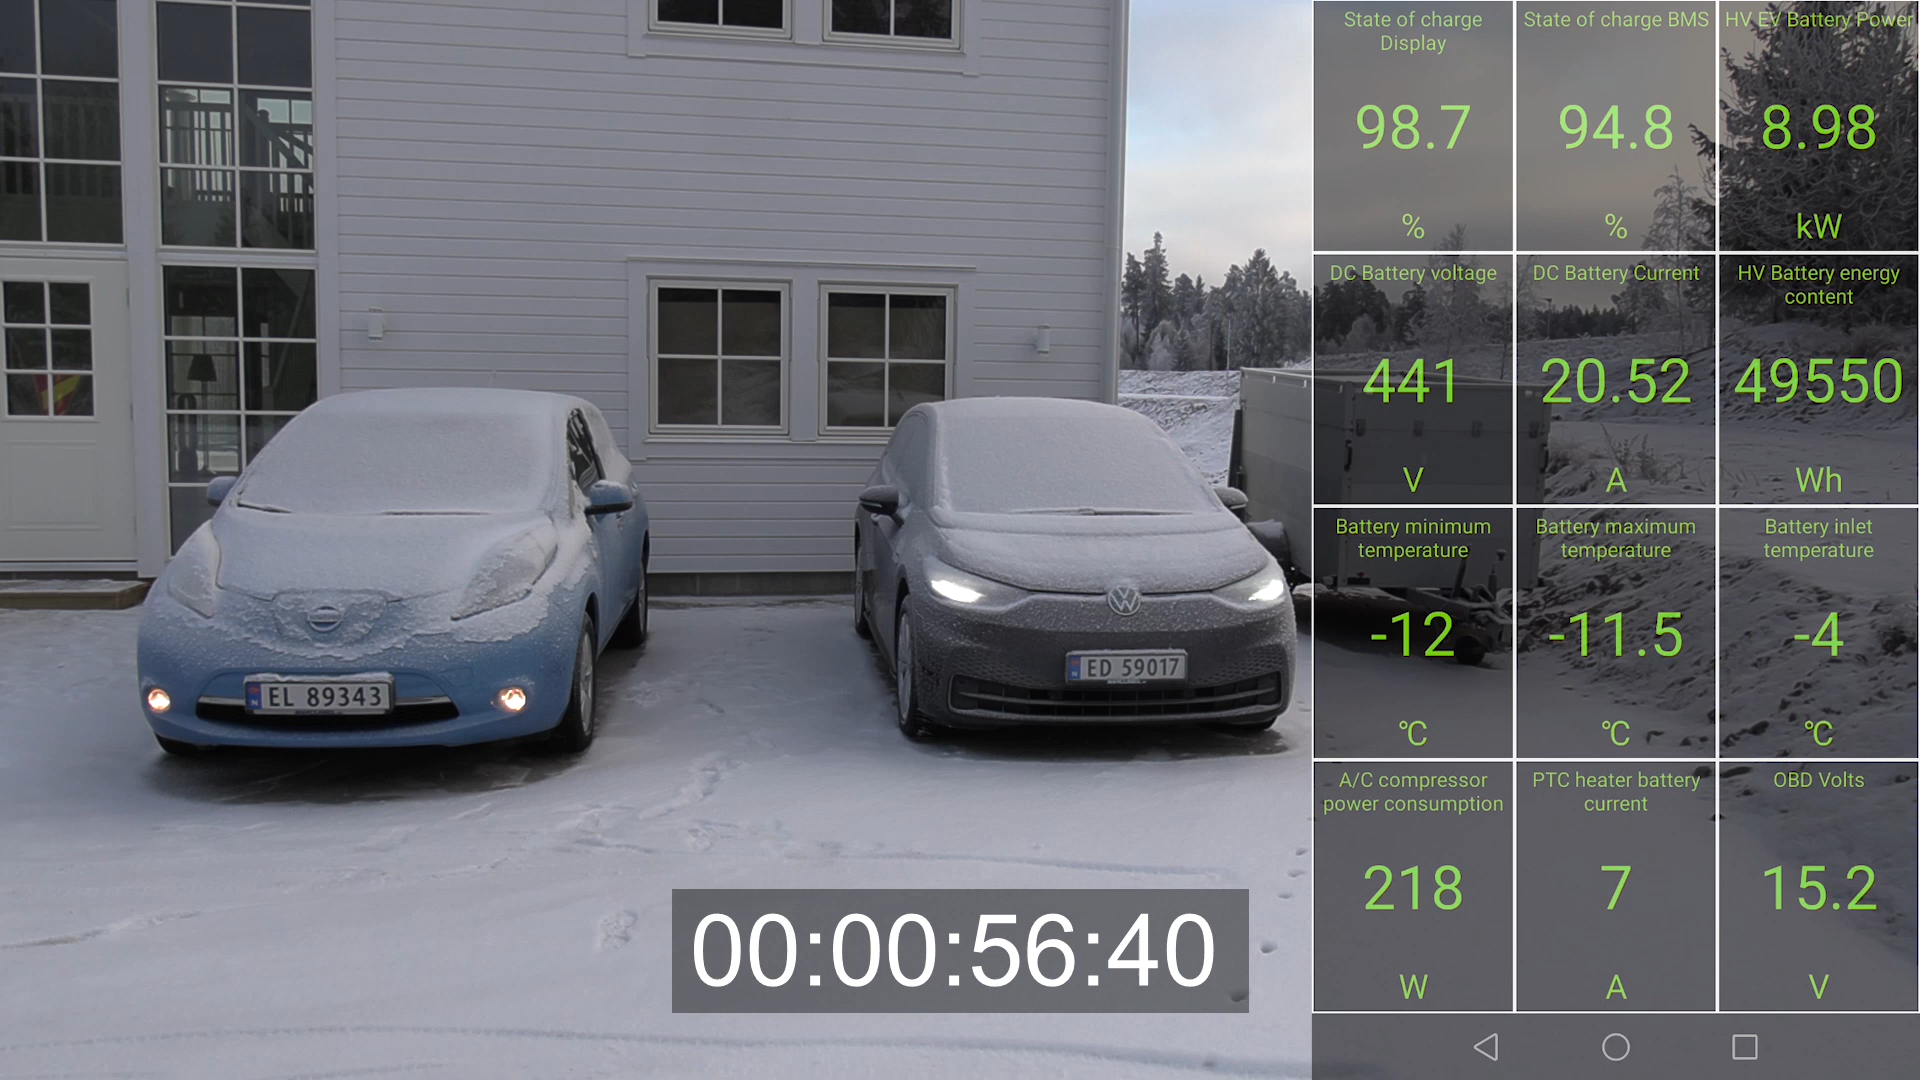 State of charge
Display
98.7
%
State of charge BMS
94.8
%
HV EV Battery Power
8.98
kW
DC Battery voltage
441
V
DC Battery Current
20.52
A
HV Battery energy
content
49550
Wh
Battery minimum
temperature
-12
°C
Battery maximum
temperature
-11.5
°C
Battery inlet
temperature
-4
°C
A/C compressor
power consumption
218
W
PTC heater battery
current
7
A
OBD Volts
15.2
V
N EL 89343
N ED 59017
00:00:56:40